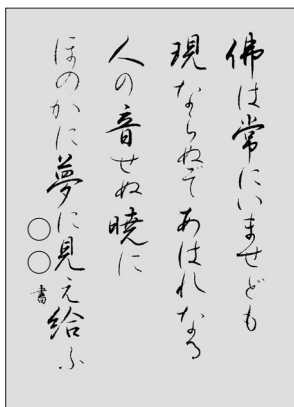 佛は常にいませども
現ならぬぞあはれなる
人の音せぬ暁に
ほのかに夢に見え給ふ
○○書